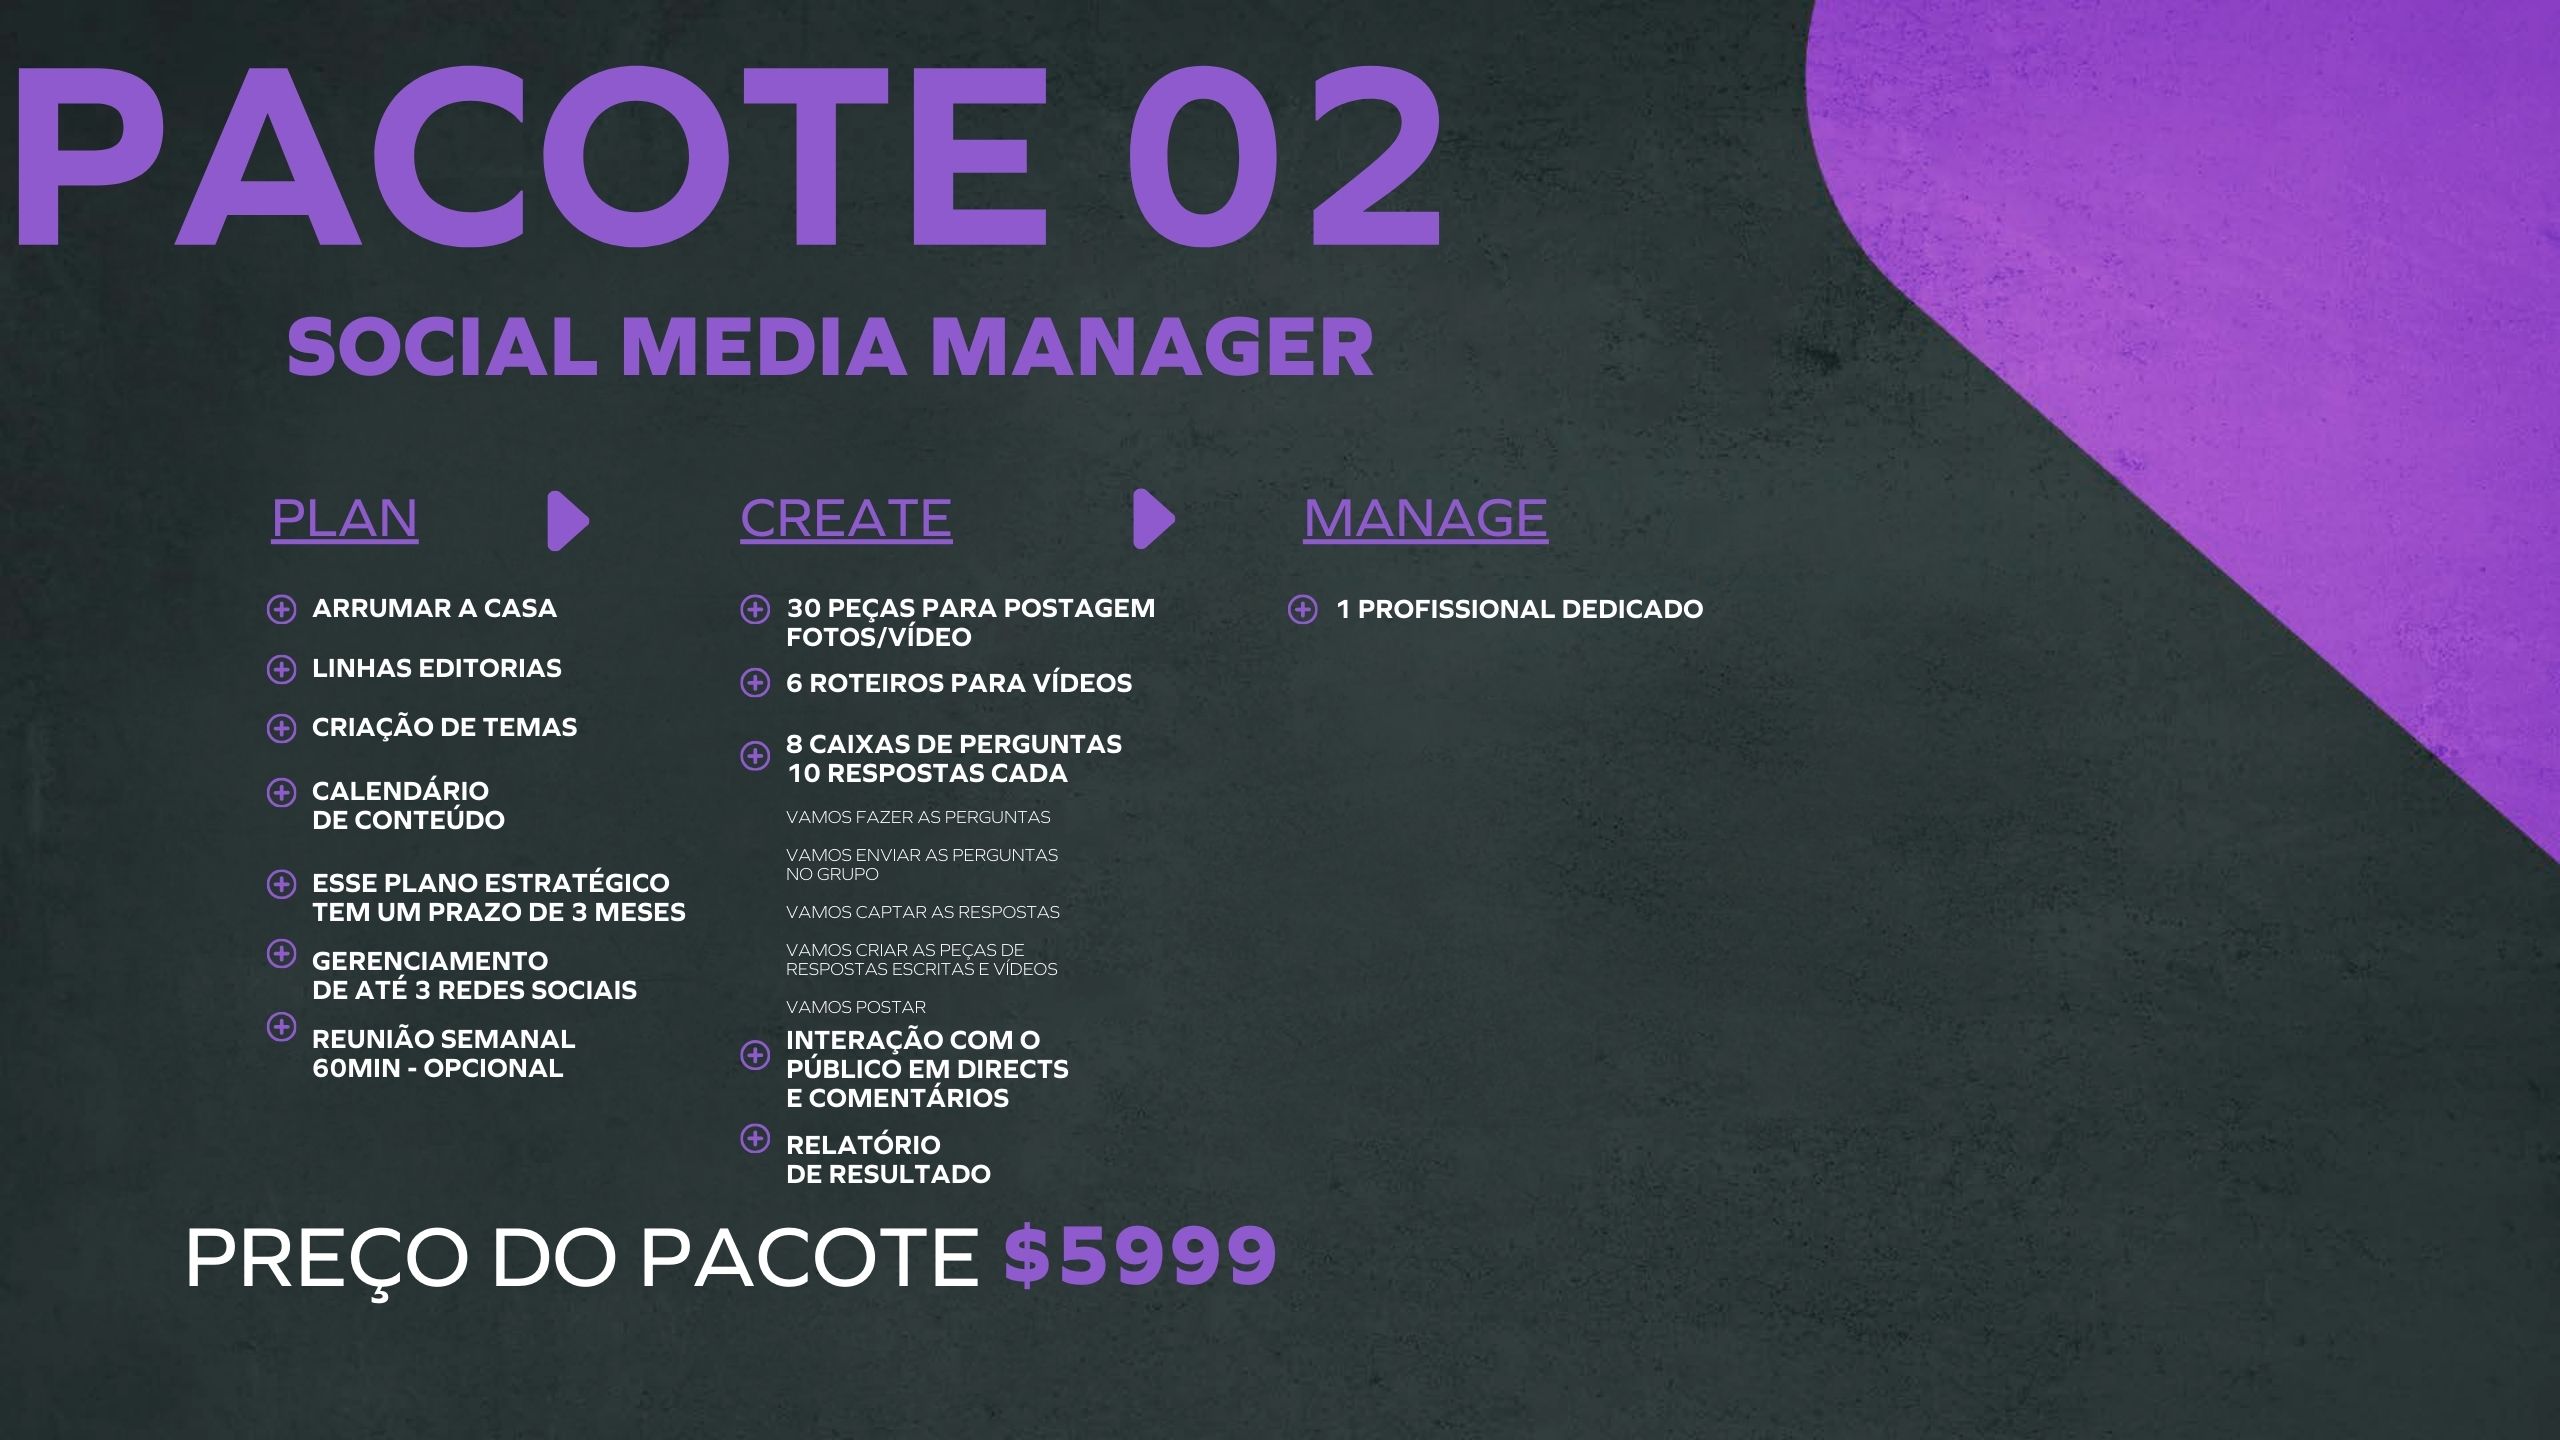 PACOTE 02
SOCIAL MEDIA MANAGER
PLAN
ARRUMAR A CASA
LINHAS EDITORIAS
CRIAÇÃO DE TEMAS
CALENDÁRIO
DE CONTEÚDO
ESSE PLANO ESTRATÉGICO
TEM UM PRAZO DE 3 MESES
GERENCIAMENTO
DE ATÉ 3 REDES SOCIAIS
REUNIÃO SEMANAL
60MIN - OPCIONAL
CREATE
30 PEÇAS PARA POSTAGEM
FOTOS/VÍDEO
6 ROTEIROS PARA VÍDEOS
8 CAIXAS DE PERGUNTAS
10 RESPOSTAS CADA
VAMOS FAZER AS PERGUNTAS
VAMOS ENVIAR AS PERGUNTAS
NO GRUPO
VAMOS CAPTAR AS RESPOSTAS
VAMOS CRIAR AS PEÇAS DE
RESPOSTAS ESCRITAS E VÍDEOS
VAMOS POSTAR
INTERAÇÃO COM O
PÚBLICO EM DIRECTS
E COMENTÁRIOS
RELATÓRIO
DE RESULTADO
MANAGE
1 PROFISSIONAL DEDICADO
PREÇO DO PACOTE $5999